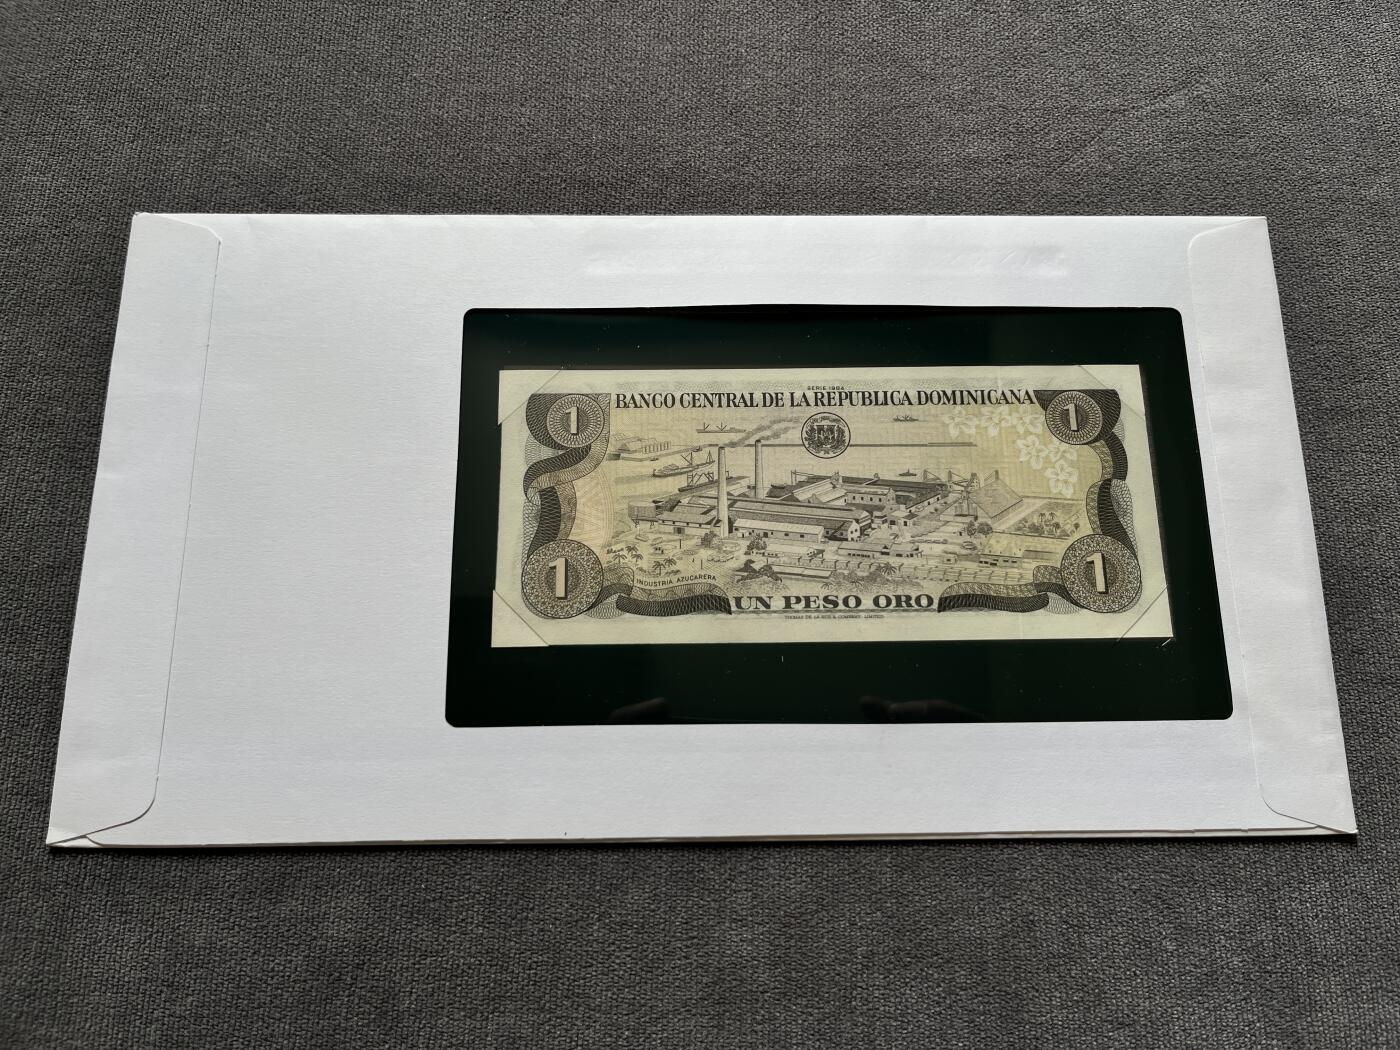 SERIE 1984
BANCO CENTRAL DE LA REPUBLICA DOMINICANA
1 1
1 1
INDUSTRIA AZUCARERA
UN PESO ORO
THOMAS DE LA RUE & COMPANY, LIMITED